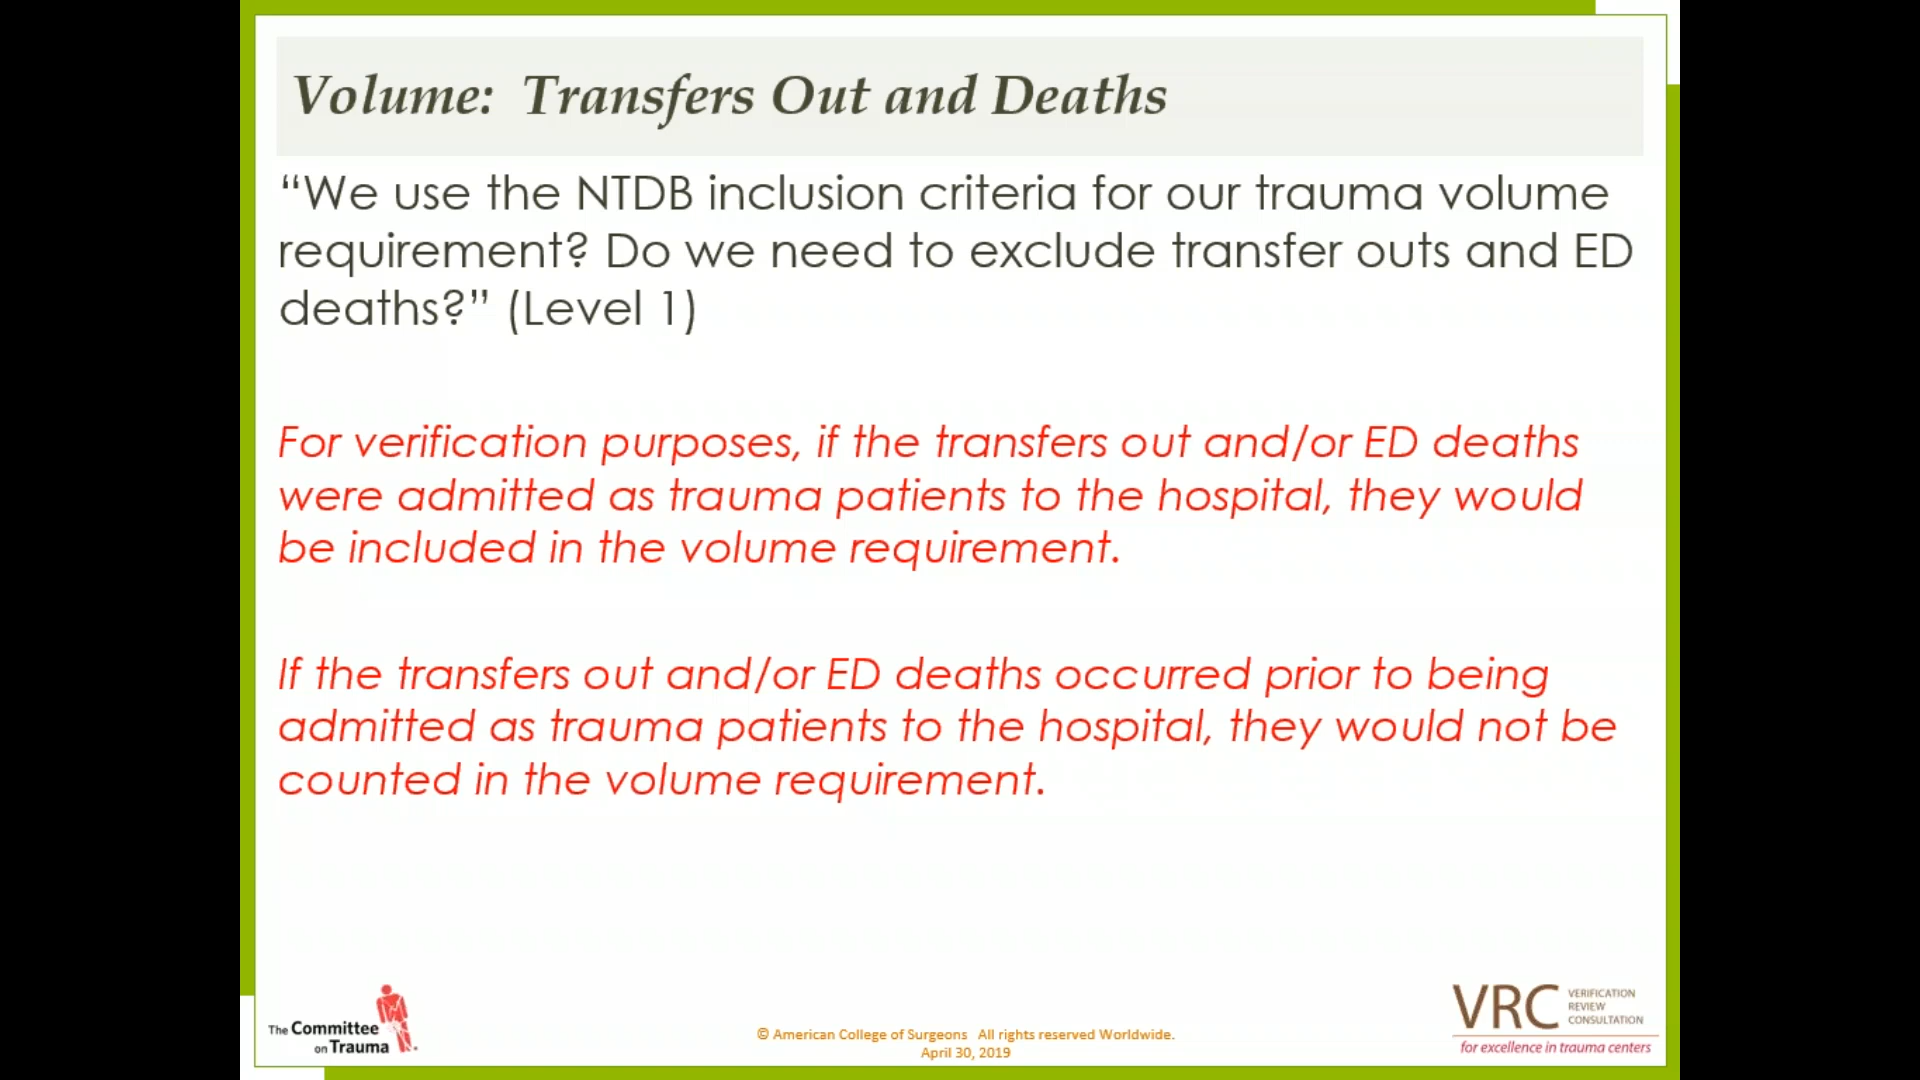 Volume: Transfers Out and Deaths
“We use the NTDB inclusion criteria for our trauma volume
requirement? Do we need to exclude transfer outs and ED
deaths?” (Level 1)
For verification purposes, if the transfers out and/or ED deaths
were admitted as trauma patients to the hospital, they would
be included in the volume requirement.
If the transfers out and/or ED deaths occurred prior to being
admitted as trauma patients to the hospital, they would not be
counted in the volume requirement.
The Committee
on Trauma
© American College of Surgeons All rights reserved Worldwide.
April 30, 2019
VRC
VERIFICATION
REVIEW
CONSULTATION
for excellence in trauma centers